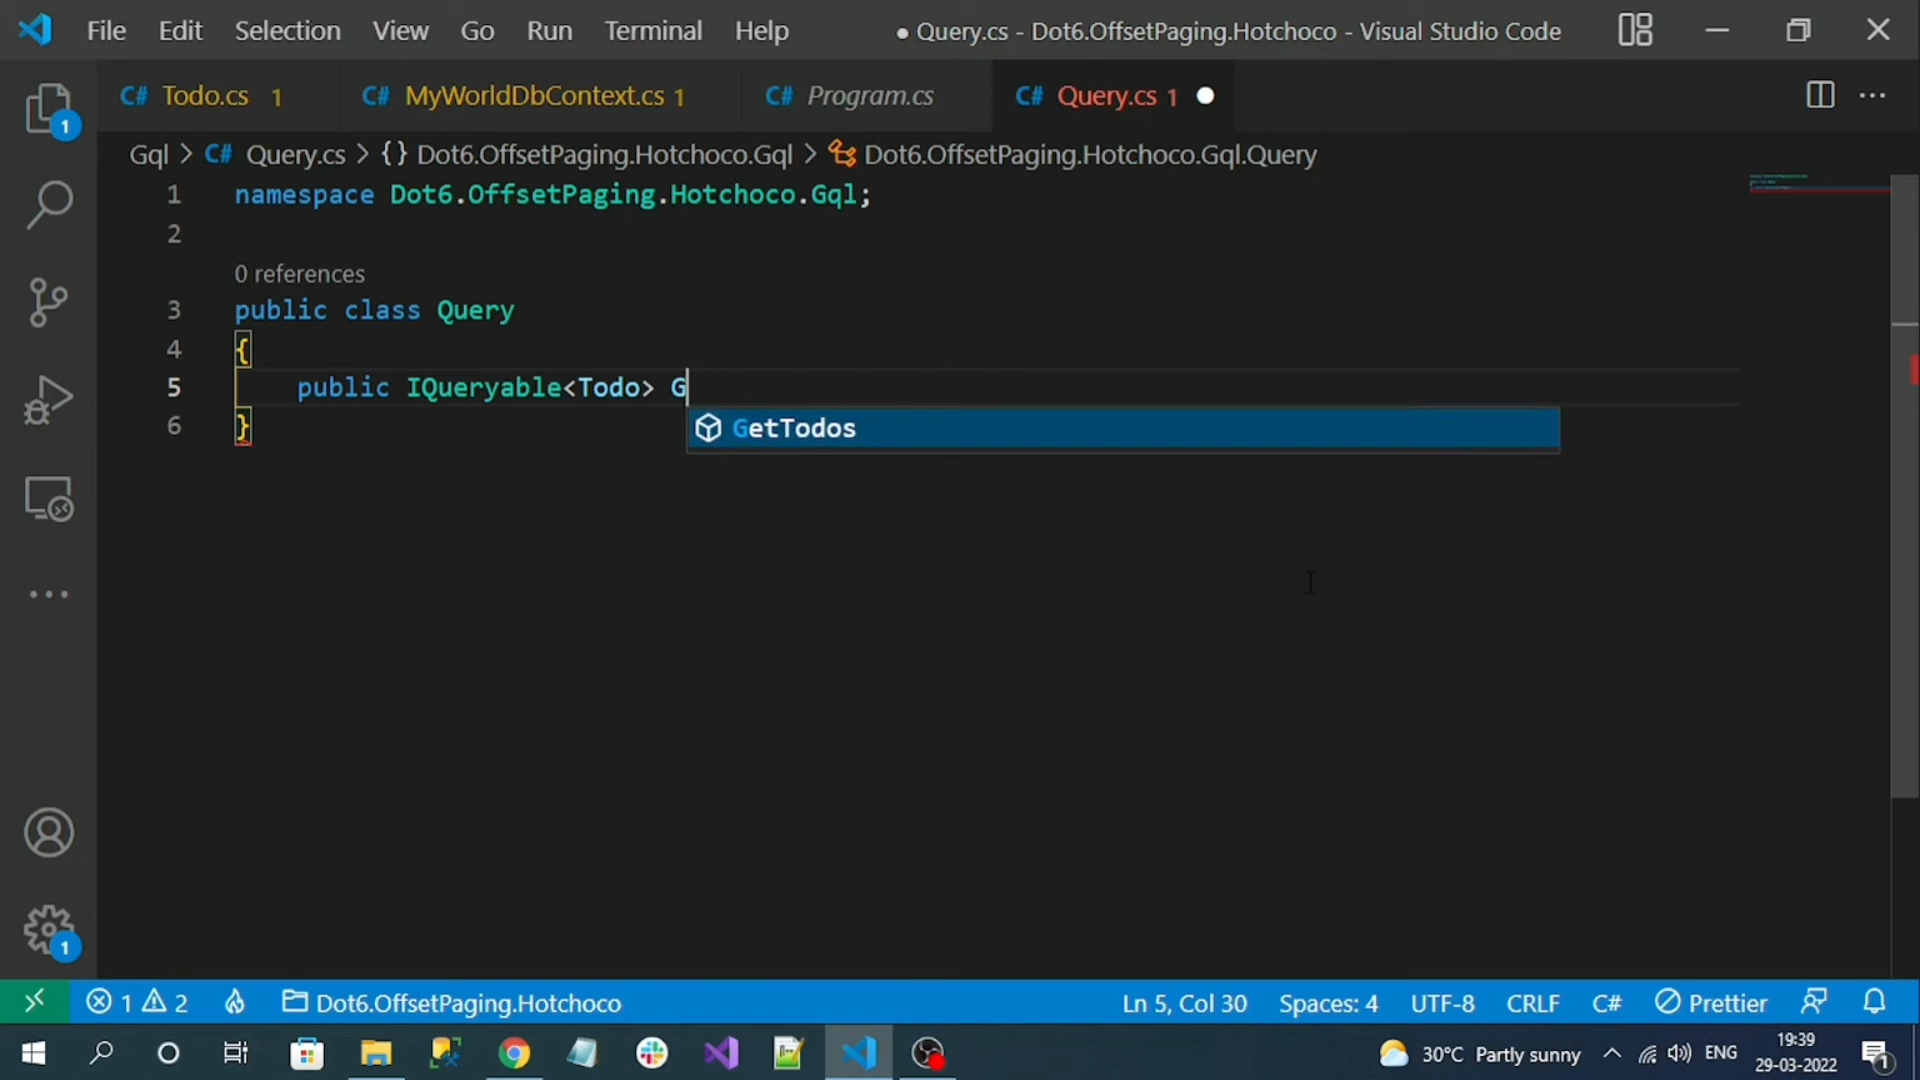 File Edit Selection View Go Run Terminal Help ● Query.cs - Dot6.OffsetPaging.Hotchoco - Visual Studio Code
C# Todo.cs 1 C# MyWorldDbContext.cs 1 C# Program.cs C# Query.cs 1 ●
1
Gql > C# Query.cs > {} Dot6.OffsetPaging.Hotchoco.Gql > Dot6.OffsetPaging.Hotchoco.Gql.Query
1 namespace Dot6.OffsetPaging.Hotchoco.Gql;
2
0 references
3 public class Query
4 {
5 public IQueryable<Todo> G
GetTodos
6 }
1
1 2 Dot6.OffsetPaging.Hotchoco Ln 5, Col 30 Spaces: 4 UTF-8 CRLF C# Prettier
30°C Partly sunny ENG 19:39
29-03-2022 1